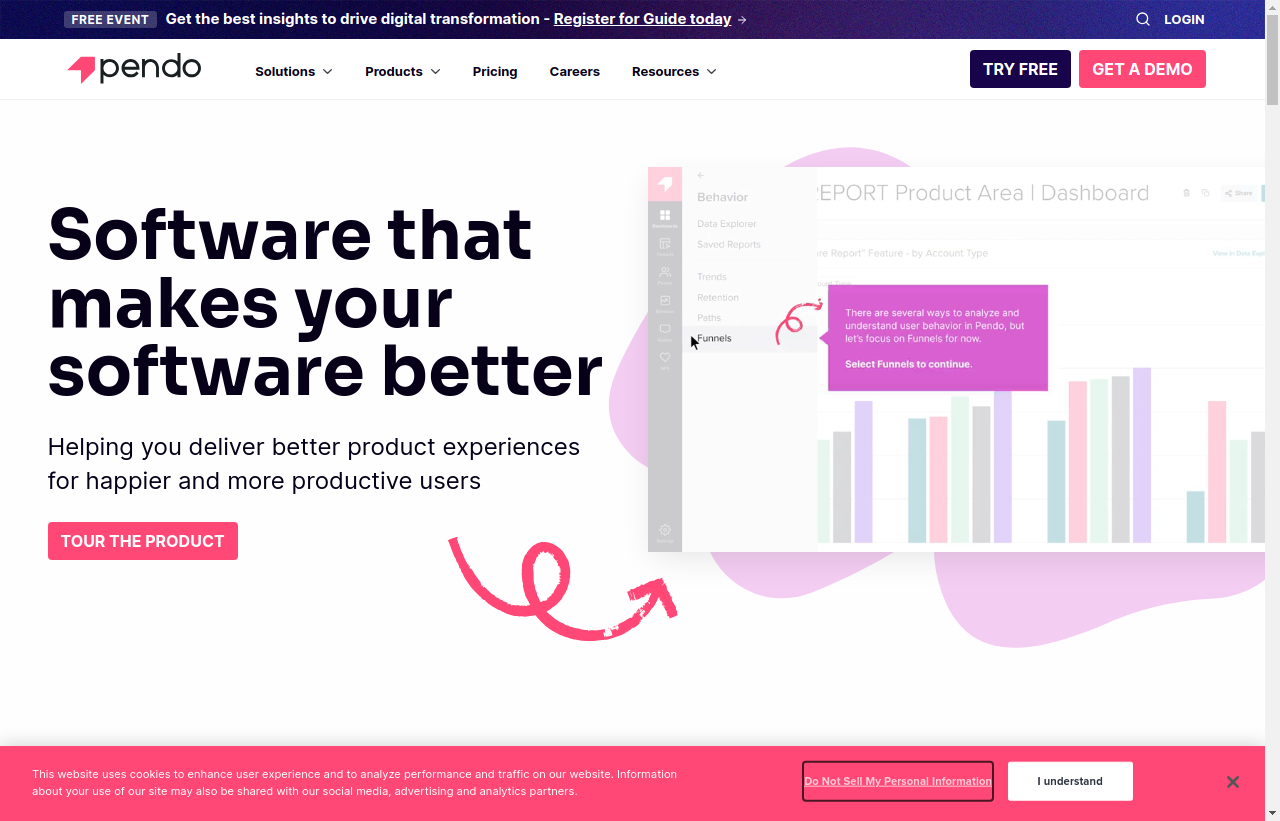 FREE EVENT Get the best insights to drive digital transformation - Register for Guide today →
LOGIN
pendo
Solutions
Products
Pricing
Careers
Resources
TRY FREE
GET A DEMO
Software that
makes your
software better
Helping you deliver better product experiences
for happier and more productive users
TOUR THE PRODUCT
Behavior
Data Explorer
Saved Reports
Trends
Retention
Paths
Funnels
EPORT Product Area | Dashboard
Share
re Report" Feature - by Account Type
There are several ways to analyze and
understand user behavior in Pendo, but
let's focus on Funnels for now.
Select Funnels to continue.
This website uses cookies to enhance user experience and to analyze performance and traffic on our website. Information
about your use of our site may also be shared with our social media, advertising and analytics partners.
Do Not Sell My Personal Information
I understand